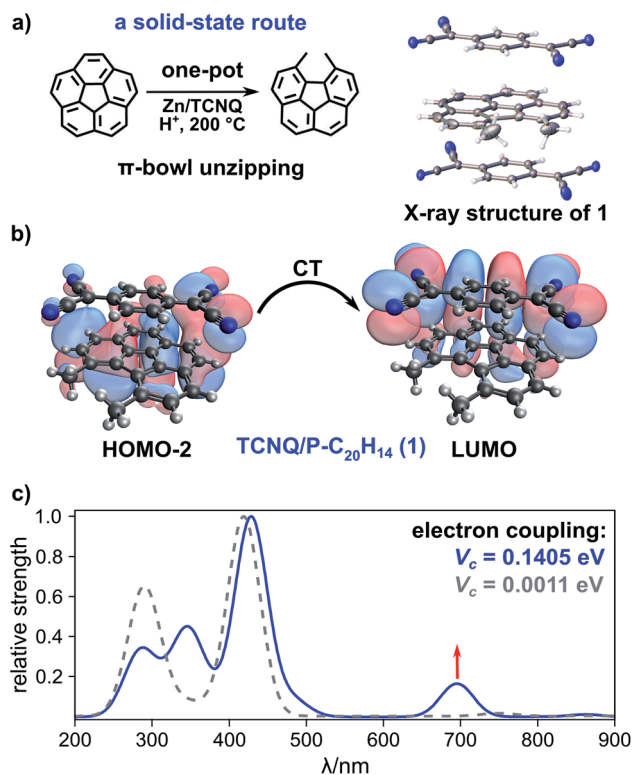 a)
a solid-state route
one-pot
Zn/TCNQ
H⁺, 200 °C
π-bowl unzipping
X-ray structure of 1
b)
CT
HOMO-2
TCNQ/P-C₂₀H₁₄ (1)
LUMO
c)
relative strength
1.0
0.8
0.6
0.4
0.2
electron coupling:
V_c = 0.1405 eV
V_c = 0.0011 eV
200 300 400 500 600 700 800 900
λ/nm